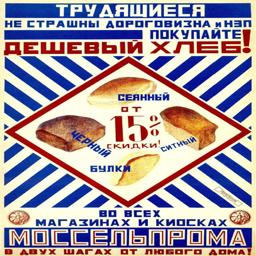 ТРУДЯЩИЕСЯ
НЕ СТРАШНЫ ДОРОГОВИЗНА И НЭП
ПОКУПАЙТЕ
ДЕШЕВЫЙ ХЛЕБ!
СЕЯННЫЙ
ОТ
15%
СКИДКИ
ЧЕРНЫЙ
СИТНЫЙ
БУЛКИ
ВО ВСЕХ
МАГАЗИНАХ И КИОСКАХ
МОССЕЛЬПРОМА
В ДВУХ ШАГАХ ОТ ЛЮБОГО ДОМА!